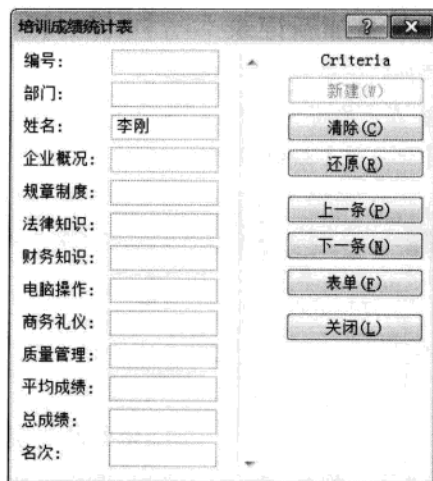 培训成绩统计表
编号:
部门:
姓名: 李刚
企业概况:
规章制度:
法律知识:
财务知识:
电脑操作:
商务礼仪:
质量管理:
平均成绩:
总成绩:
名次:
Criteria
新建(W)
清除(C)
还原(R)
上一条(P)
下一条(N)
表单(F)
关闭(L)